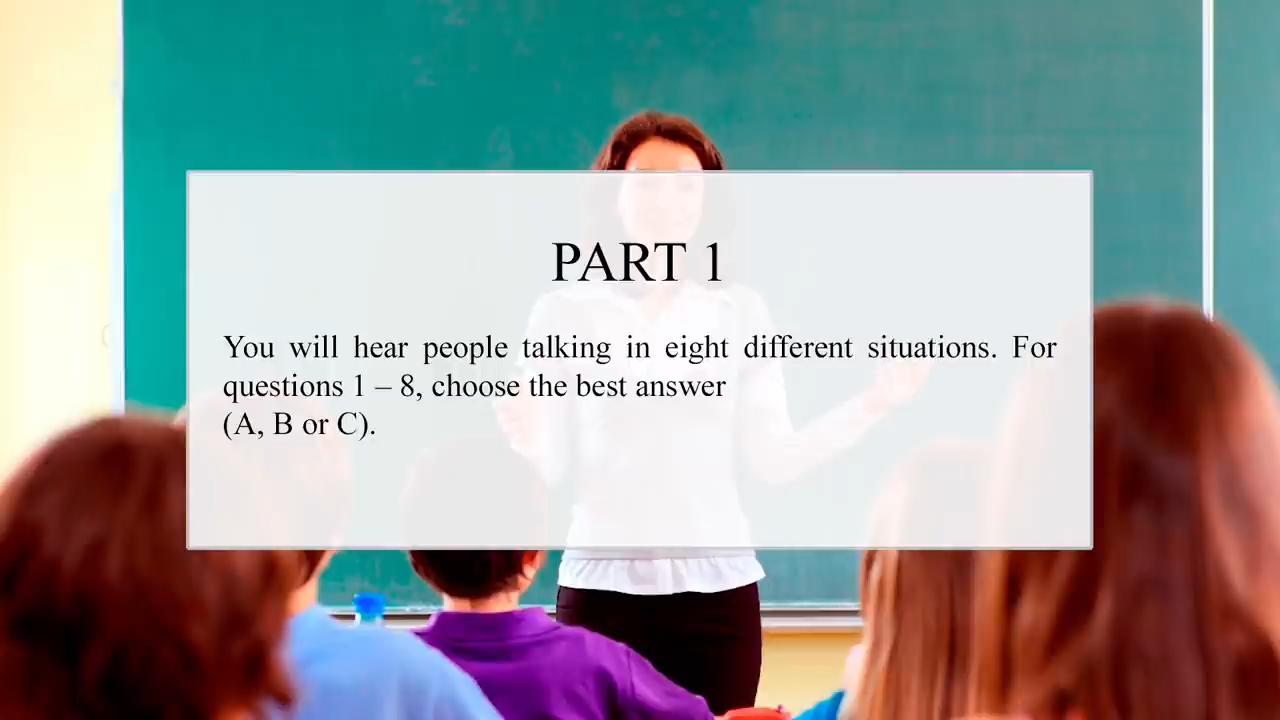 PART 1
You will hear people talking in eight different situations. For
questions 1 – 8, choose the best answer
(A, B or C).